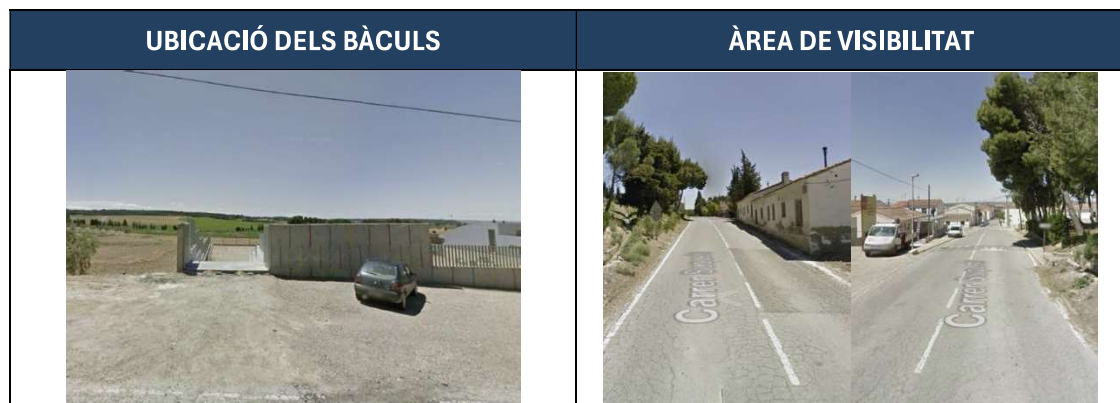 UBICACIÓ DELS BÀCULS
ÀREA DE VISIBILITAT
Carrer
Carrer